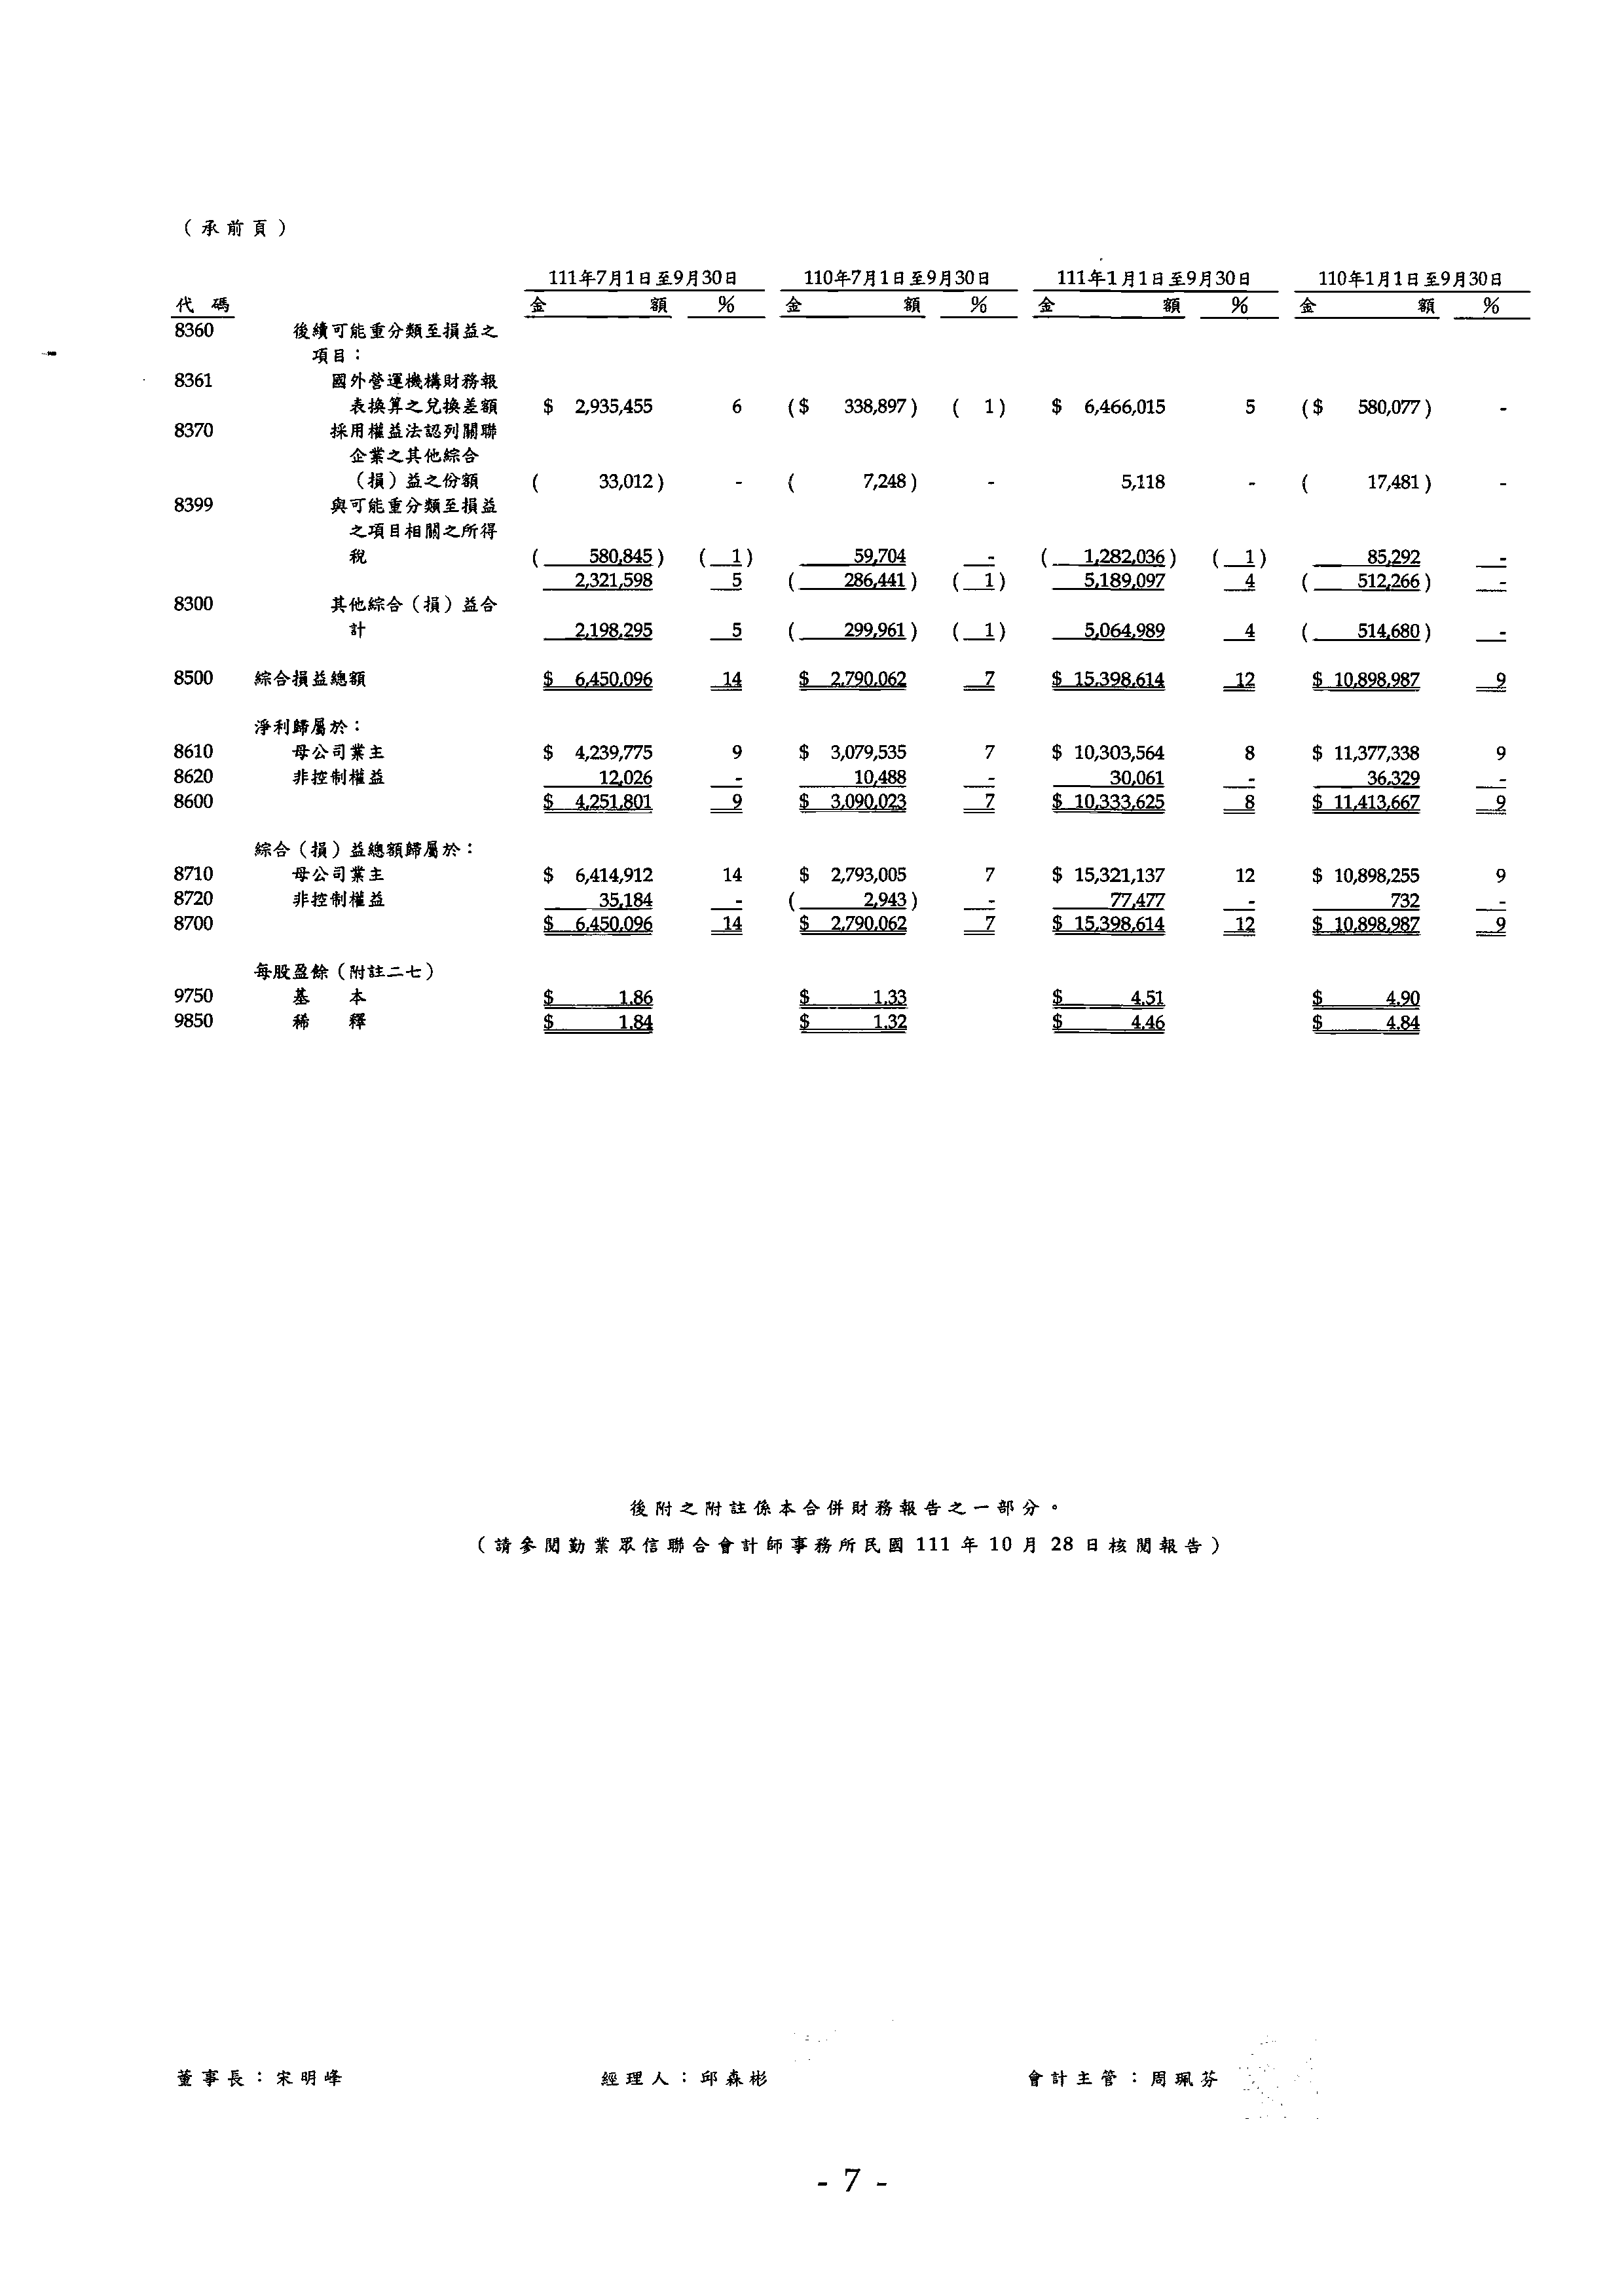 （承前頁）
111年7月1日至9月30日 110年7月1日至9月30日 111年1月1日至9月30日 110年1月1日至9月30日
代 碼 金 額 % 金 額 % 金 額 % 金 額 %
8360 後續可能重分類至損益之
項目：
8361 國外營運機構財務報
表換算之兌換差額 $ 2,935,455 6 ($ 338,897) ( 1) $ 6,466,015 5 ($ 580,077) -
8370 採用權益法認列關聯
企業之其他綜合
（損）益之份額 ( 33,012) - ( 7,248) - 5,118 - ( 17,481) -
8399 與可能重分類至損益
之項目相關之所得
稅 ( 580,845) ( 1) 59,704 - ( 1,282,036) ( 1) 85,292 -
2,321,598 5 ( 286,441) ( 1) 5,189,097 4 ( 512,266) -
8300 其他綜合（損）益合
計 2,198,295 5 ( 299,961) ( 1) 5,064,989 4 ( 514,680) -
8500 綜合損益總額 $ 6,450,096 14 $ 2,790,062 7 $ 15,398,614 12 $ 10,898,987 9
淨利歸屬於：
8610 母公司業主 $ 4,239,775 9 $ 3,079,535 7 $ 10,303,564 8 $ 11,377,338 9
8620 非控制權益 12,026 - 10,488 - 30,061 - 36,329 -
8600 $ 4,251,801 9 $ 3,090,023 7 $ 10,333,625 8 $ 11,413,667 9
綜合（損）益總額歸屬於：
8710 母公司業主 $ 6,414,912 14 $ 2,793,005 7 $ 15,321,137 12 $ 10,898,255 9
8720 非控制權益 35,184 - ( 2,943) - 77,477 - 732 -
8700 $ 6,450,096 14 $ 2,790,062 7 $ 15,398,614 12 $ 10,898,987 9
每股盈餘（附註二七）
9750 基 本 $ 1.86 $ 1.33 $ 4.51 $ 4.90
9850 稀 釋 $ 1.84 $ 1.32 $ 4.46 $ 4.84
後附之附註係本合併財務報告之一部分。
（請參閱勤業眾信聯合會計師事務所民國 111 年 10 月 28 日核閱報告）
董事長：宋明峰 經理人：邱森彬 會計主管：周珮芬
- 7 -